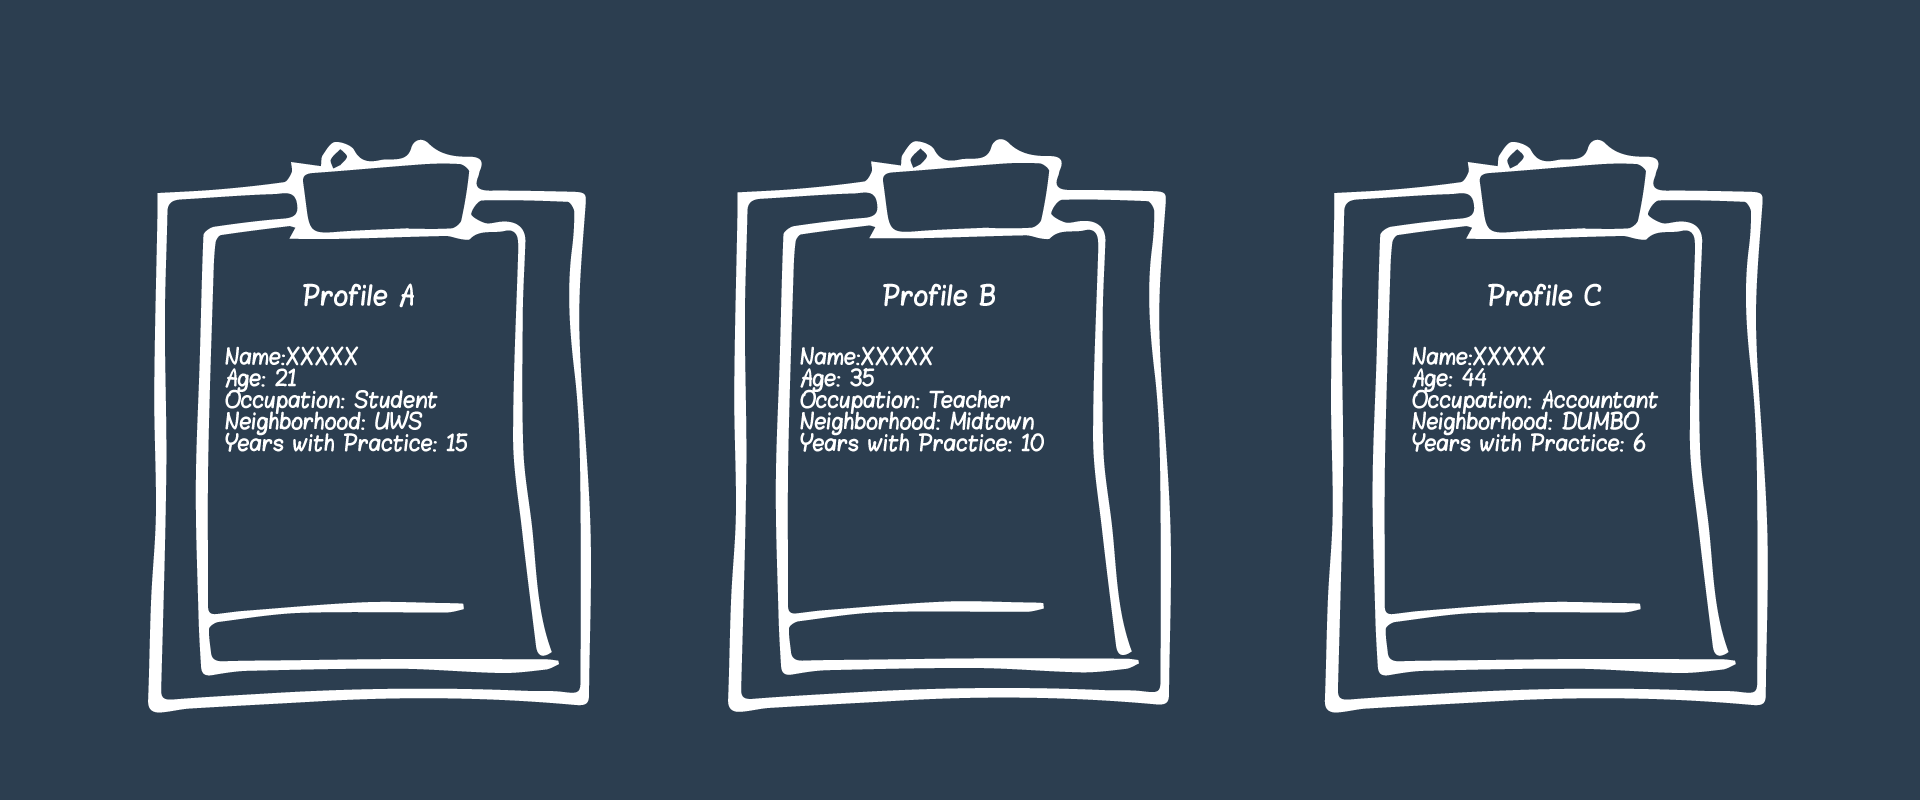 Profile A
Name:XXXXX
Age: 21
Occupation: Student
Neighborhood: UWS
Years with Practice: 15
Profile B
Name:XXXXX
Age: 35
Occupation: Teacher
Neighborhood: Midtown
Years with Practice: 10
Profile C
Name:XXXXX
Age: 44
Occupation: Accountant
Neighborhood: DUMBO
Years with Practice: 6